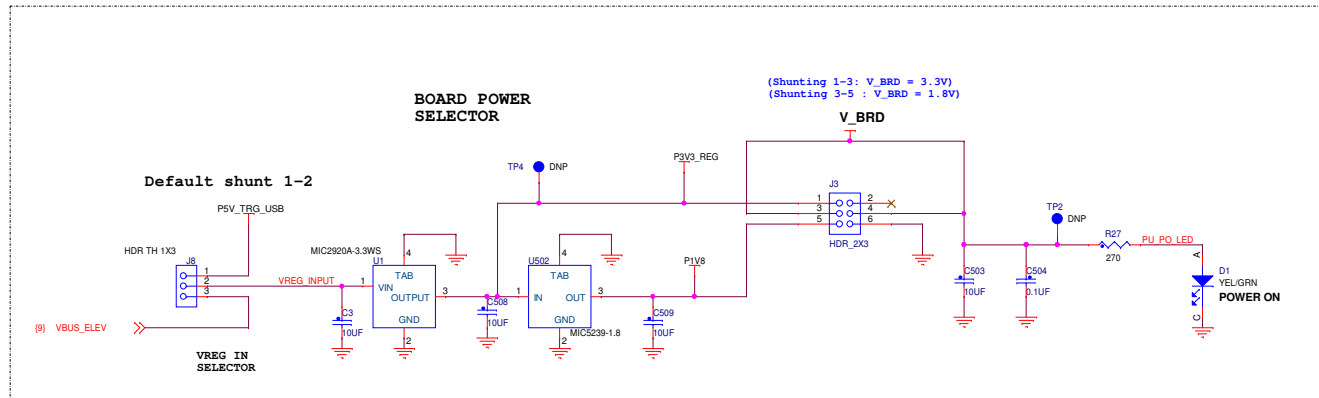 (Shunting 1-3: V_BRD = 3.3V)
(Shunting 3-5 : V_BRD = 1.8V)
BOARD POWER
SELECTOR
V_BRD
TP4
DNP
P3V3_REG
Default shunt 1-2
P5V_TRG_USB
J3
1
2
3
4
5
6
HDR_2X3
TP2
DNP
HDR TH 1X3
J8
1
2
3
VREG_INPUT
MIC2920A-3.3WS
U1
4
TAB
1
VIN
OUTPUT
3
GND
2
U502
4
TAB
1
IN
OUT
3
GND
2
MIC5239-1.8
P1V8
R27
270
PU_PO_LED
A
D1
YEL/GRN
POWER ON
C
C503
10UF
C504
0.1UF
C3
10UF
C508
10UF
C509
10UF
{9}
VBUS_ELEV
VREG IN
SELECTOR